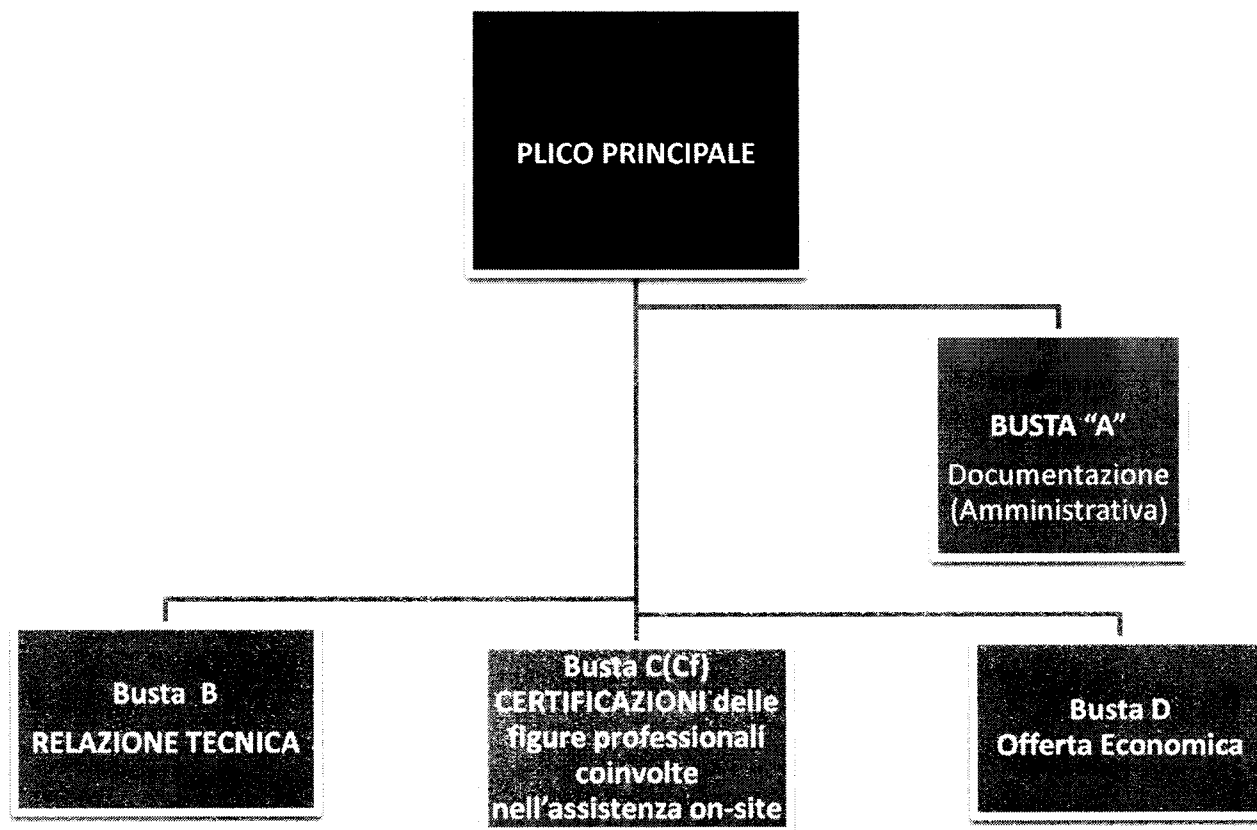 PLICO PRINCIPALE
BUSTA “A”
Documentazione
(Amministrativa)
Busta B
RELAZIONE TECNICA
Busta C(Cf)
CERTIFICAZIONI delle
figure professionali
coinvolte
nell’assistenza on-site
Busta D
Offerta Economica